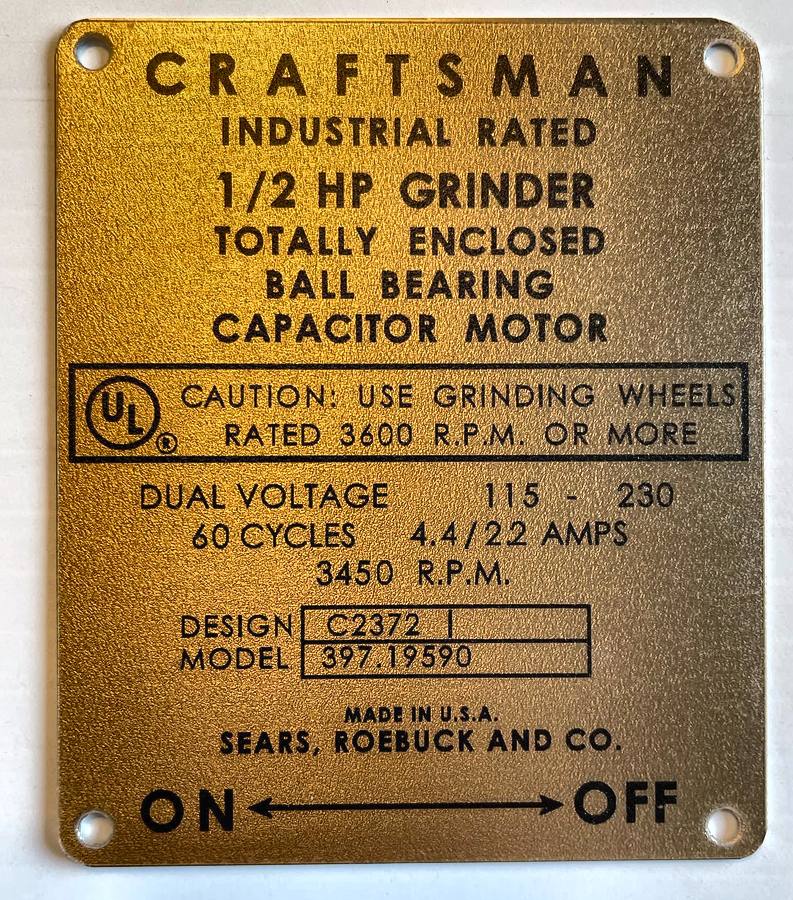 CRAFTSMAN
INDUSTRIAL RATED
1/2 HP GRINDER
TOTALLY ENCLOSED
BALL BEARING
CAPACITOR MOTOR
UL ® CAUTION: USE GRINDING WHEELS
RATED 3600 R.P.M. OR MORE
DUAL VOLTAGE 115 - 230
60 CYCLES 4.4/2.2 AMPS
3450 R.P.M.
DESIGN C2372
MODEL 397.19590
MADE IN U.S.A.
SEARS, ROEBUCK AND CO.
ON OFF